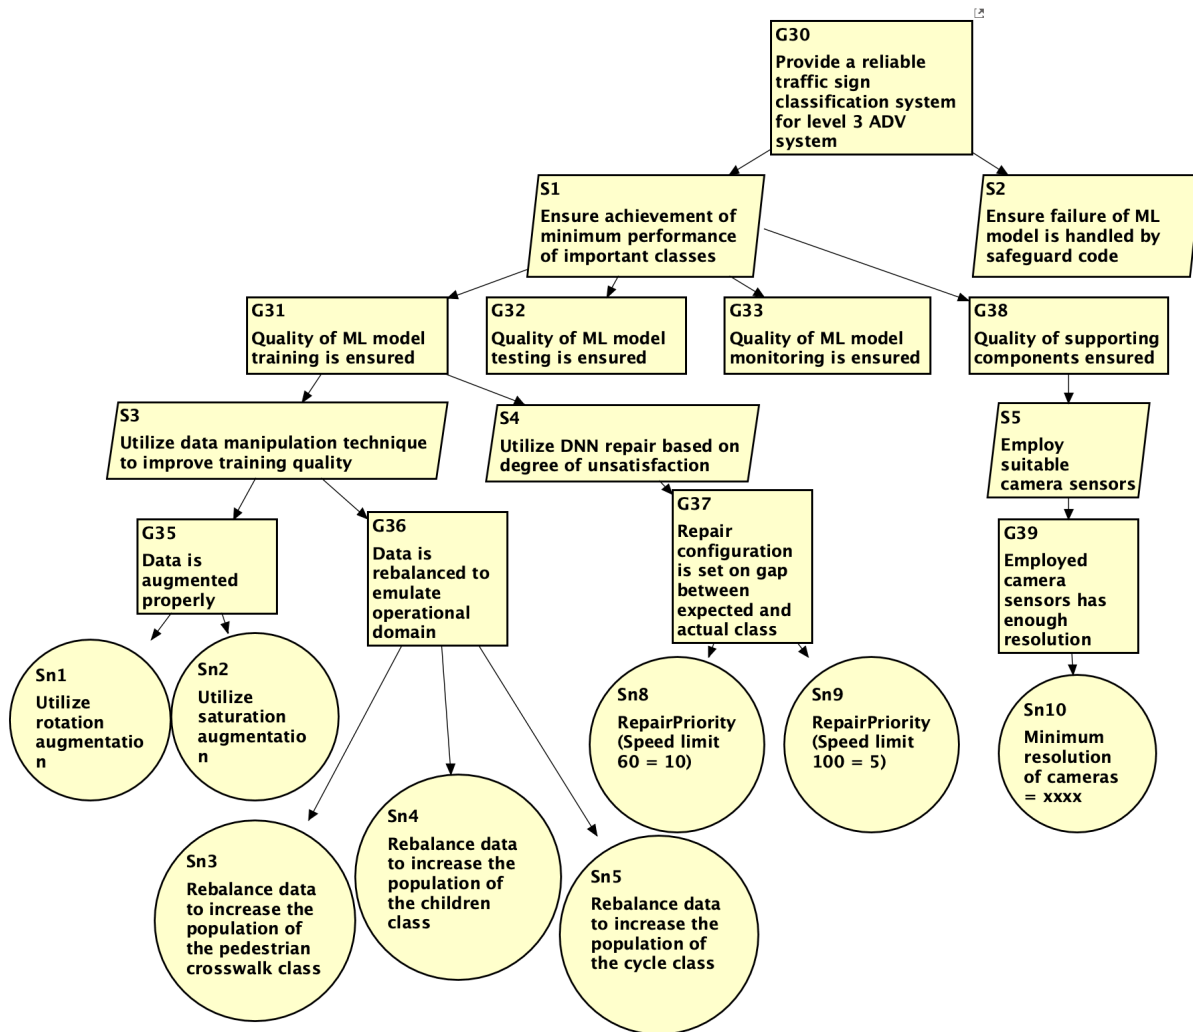 G30
Provide a reliable
traffic sign
classification system
for level 3 ADV
system
S1
Ensure achievement of
minimum performance
of important classes
S2
Ensure failure of ML
model is handled by
safeguard code
G31
Quality of ML model
training is ensured
G32
Quality of ML model
testing is ensured
G33
Quality of ML model
monitoring is ensured
G38
Quality of supporting
components ensured
S3
Utilize data manipulation technique
to improve training quality
S4
Utilize DNN repair based on
degree of unsatisfaction
S5
Employ
suitable
camera sensors
G35
Data is
augmented
properly
G36
Data is
rebalanced to
emulate
operational
domain
G37
Repair
configuration
is set on gap
between
expected and
actual class
G39
Employed
camera
sensors has
enough
resolution
Sn1
Utilize
rotation
augmentatio
n
Sn2
Utilize
saturation
augmentatio
n
Sn8
RepairPriority
(Speed limit
60 = 10)
Sn9
RepairPriority
(Speed limit
100 = 5)
Sn10
Minimum
resolution
of cameras
= xxxx
Sn3
Rebalance data
to increase the
population of
the pedestrian
crosswalk class
Sn4
Rebalance data
to increase the
population of
the children
class
Sn5
Rebalance data
to increase the
population of
the cycle class